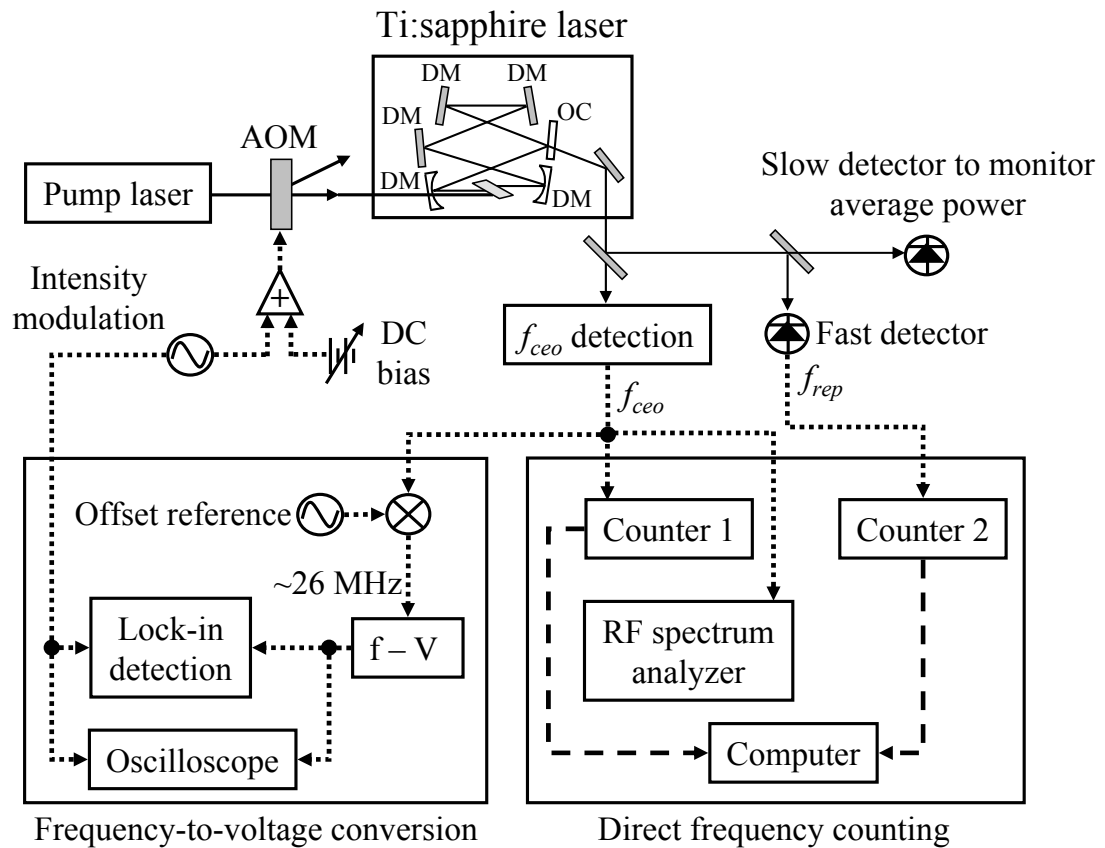 Ti:sapphire laser
DM
DM
DM
OC
AOM
DM
DM
Pump laser
Slow detector to monitor
average power
Intensity
modulation
+
DC
bias
f_ceo detection
Fast detector
f_ceo
f_rep
Offset reference
Counter 1
Counter 2
~26 MHz
Lock-in
detection
f – V
RF spectrum
analyzer
Oscilloscope
Computer
Frequency-to-voltage conversion
Direct frequency counting